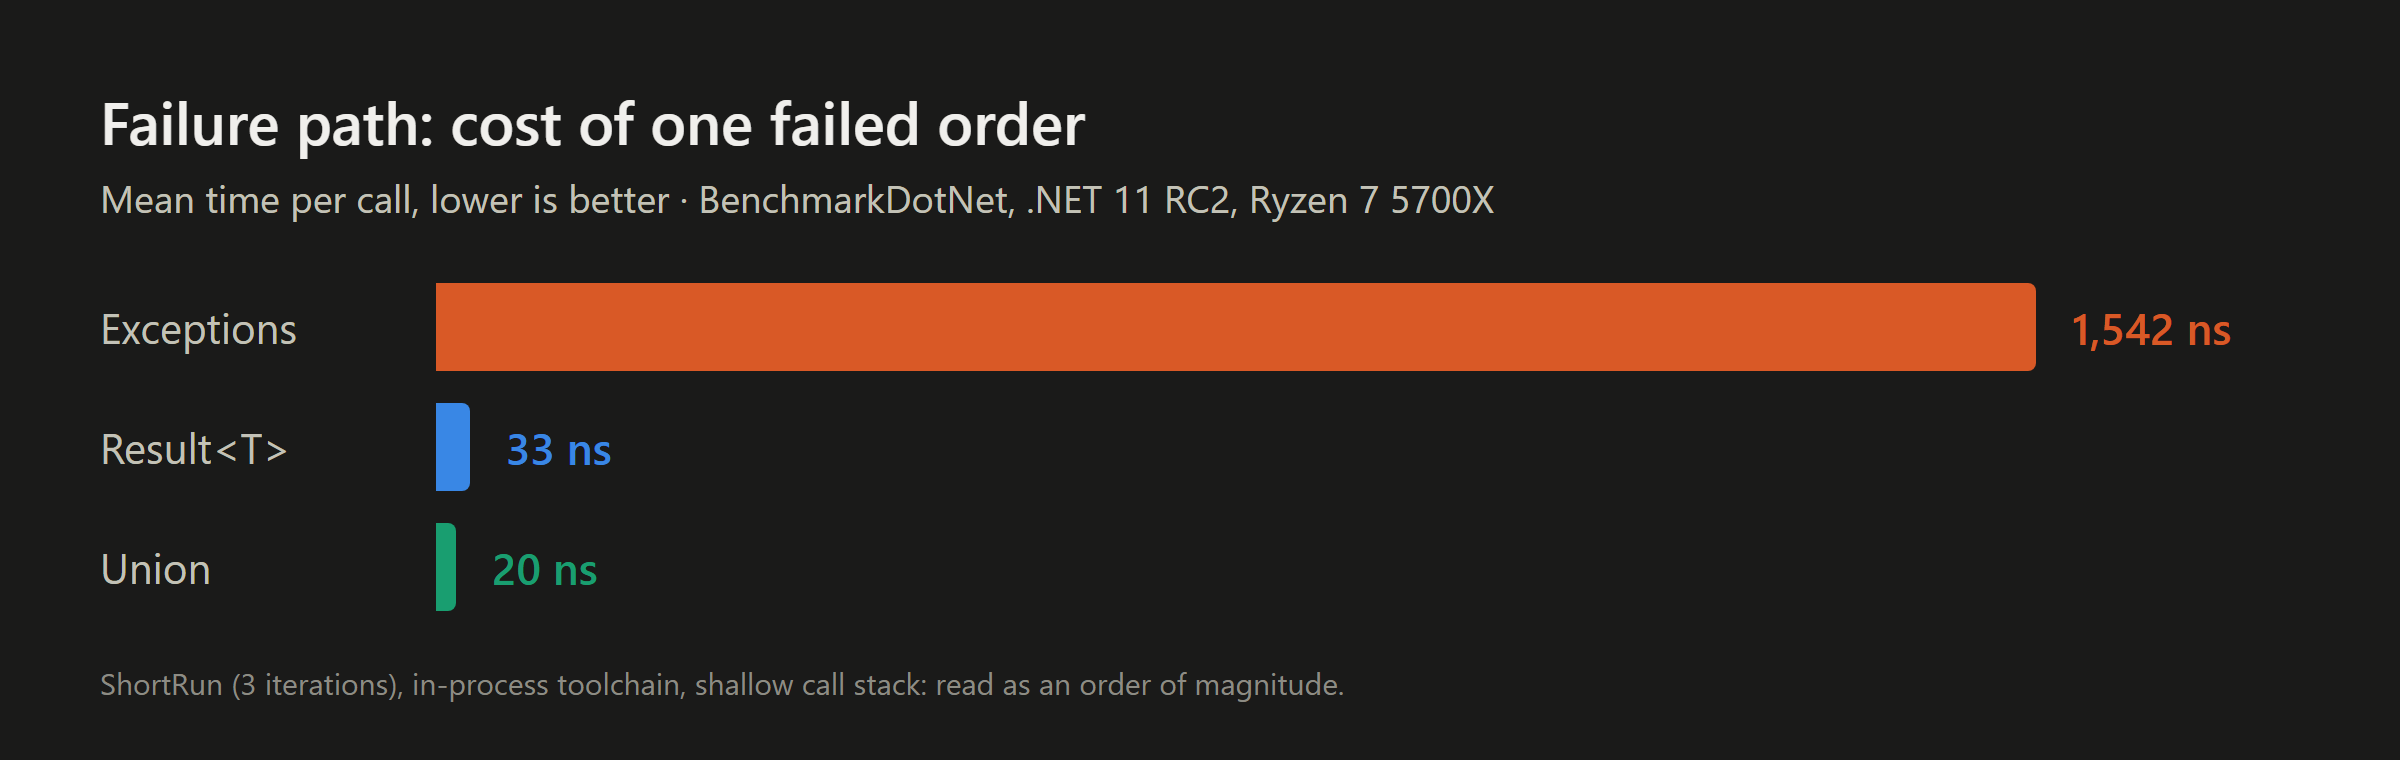 Failure path: cost of one failed order
Mean time per call, lower is better · BenchmarkDotNet, .NET 11 RC2, Ryzen 7 5700X
Exceptions 1,542 ns
Result<T> 33 ns
Union 20 ns
ShortRun (3 iterations), in-process toolchain, shallow call stack: read as an order of magnitude.